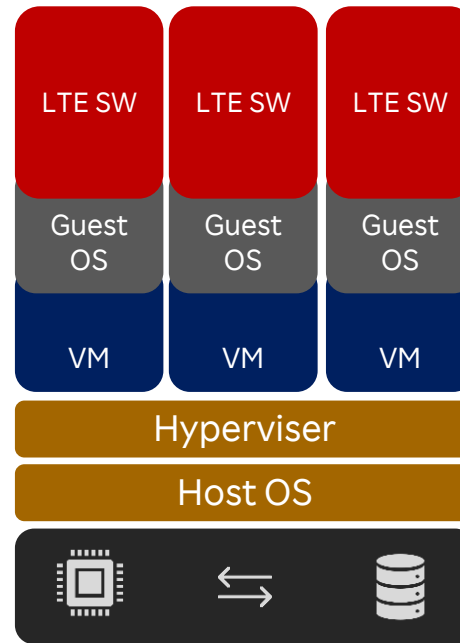 LTE SW LTE SW LTE SW
Guest OS Guest OS Guest OS
VM VM VM
Hyperviser
Host OS